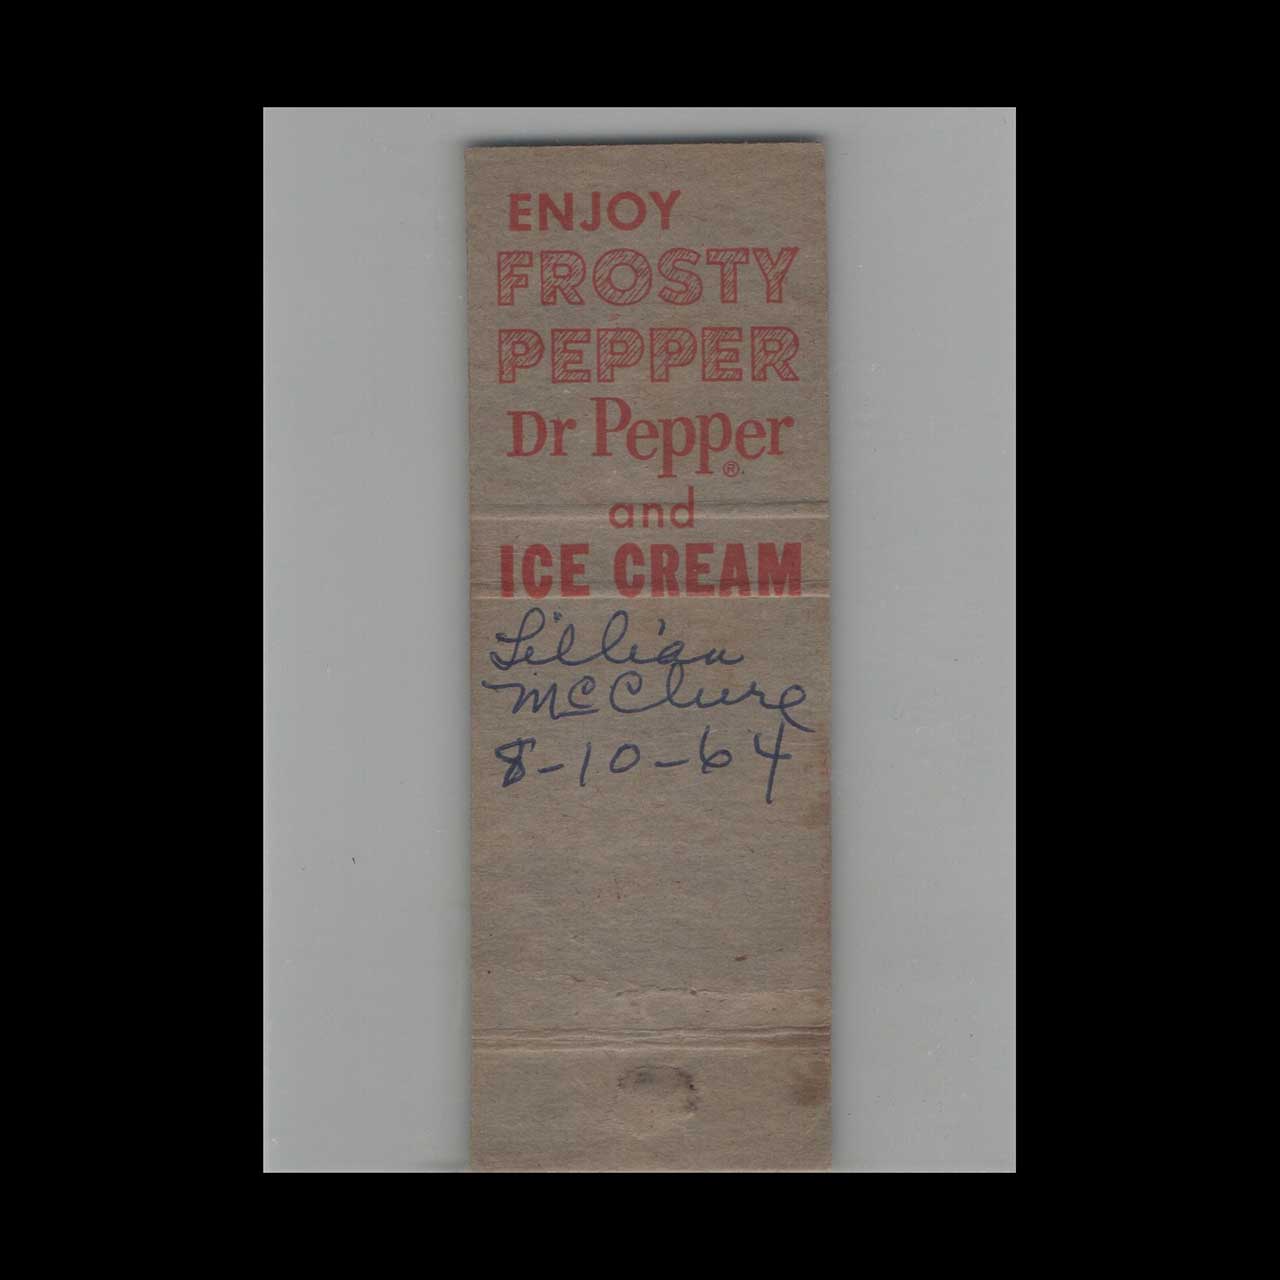 ENJOY
FROSTY
PEPPER
Dr Pepper®
and
ICE CREAM
Lillian
McClure
8-10-64